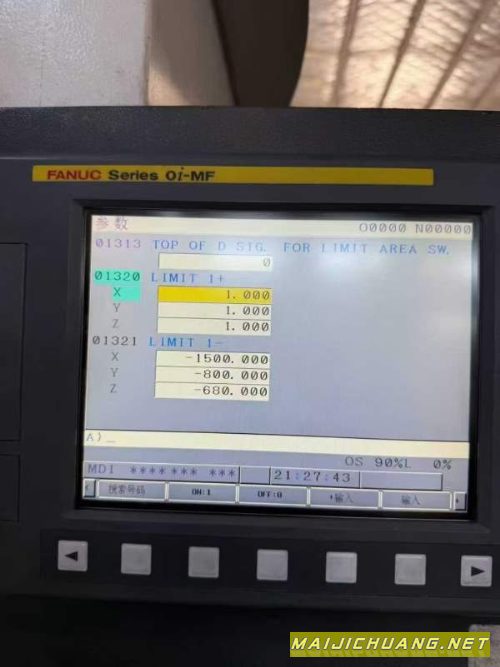 FANUC Series 0i-MF
参数 O0000 N00000
01313 TOP OF D SIG. FOR LIMIT AREA SW.
0
01320 LIMIT 1+
X 1.000
Y 1.000
Z 1.000
01321 LIMIT 1-
X -1500.000
Y -800.000
Z -680.000
A)_
OS 90%L 0%
MDI **** *** *** 21:27:43
搜索号码 ON:1 OFF:0 +输入 输入
MAIJICHUANG.NET